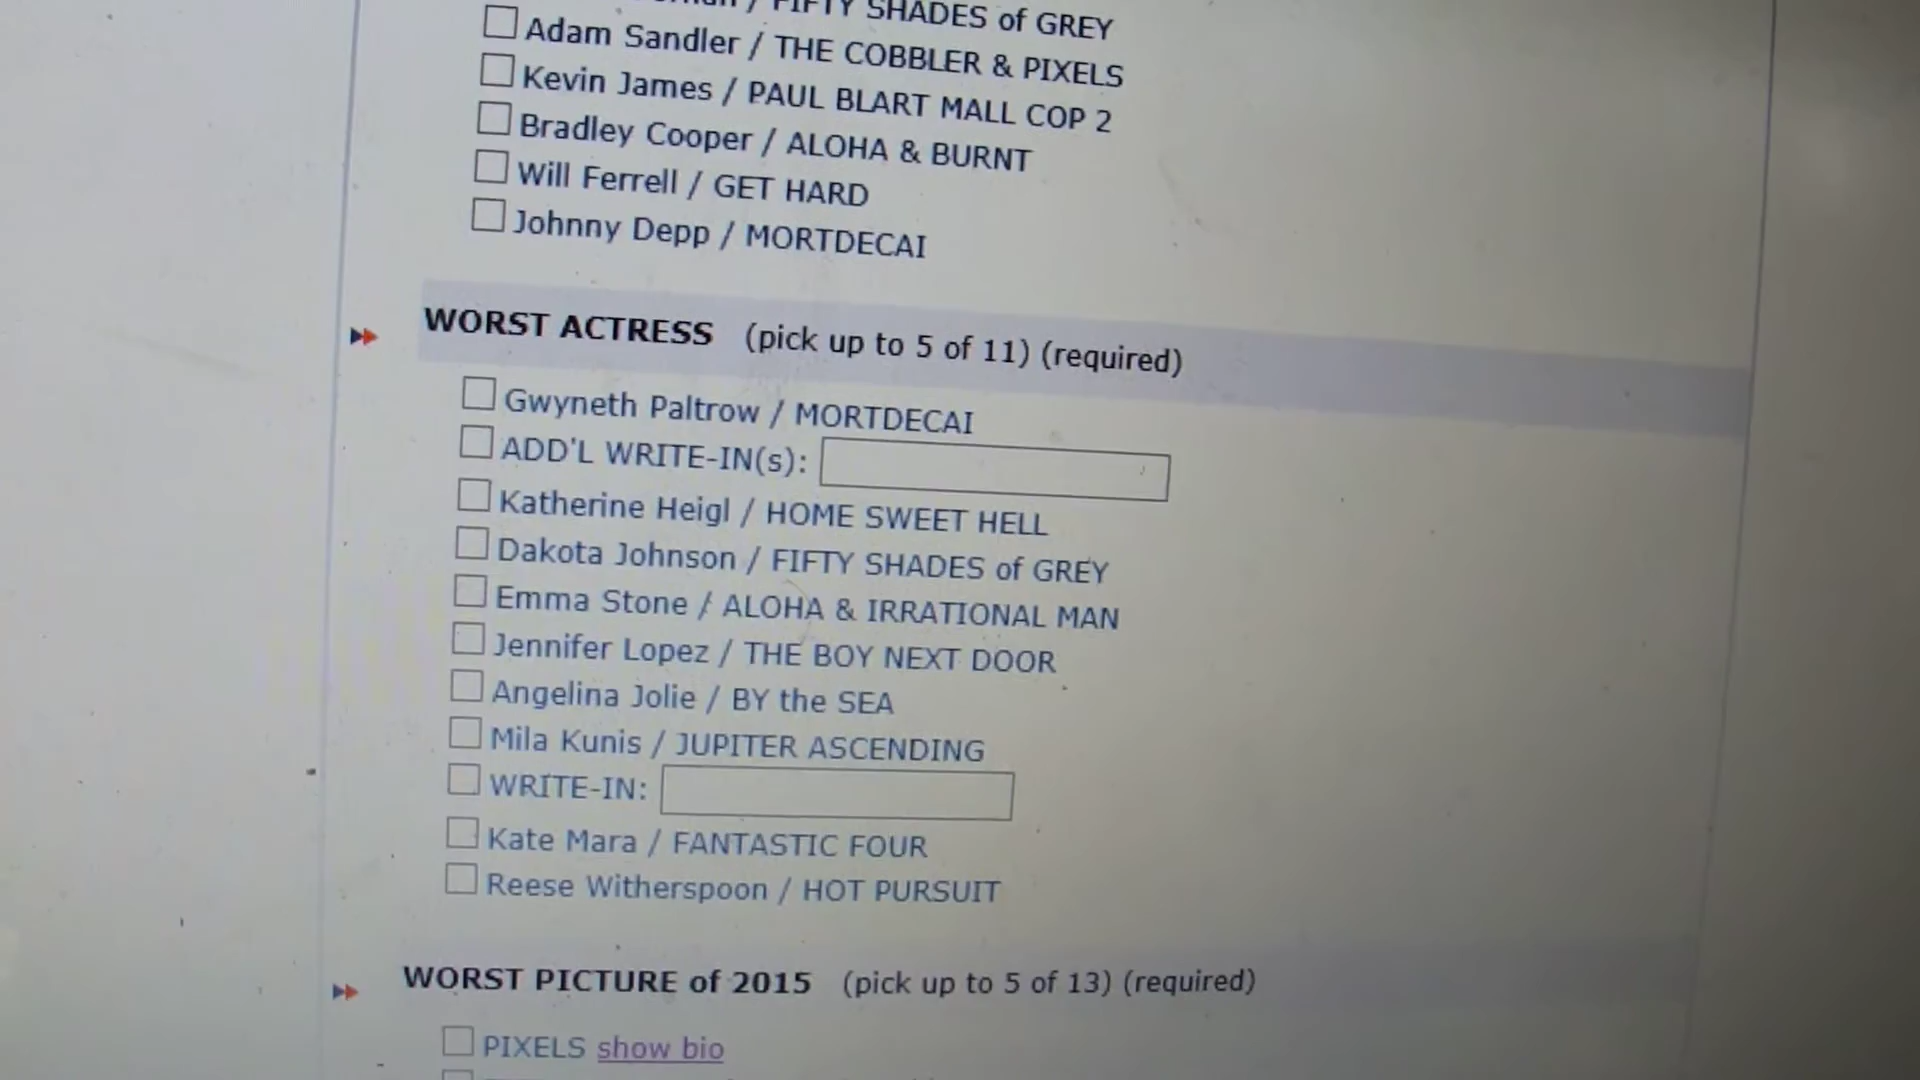 / FIFTY SHADES of GREY
Adam Sandler / THE COBBLER & PIXELS
Kevin James / PAUL BLART MALL COP 2
Bradley Cooper / ALOHA & BURNT
Will Ferrell / GET HARD
Johnny Depp / MORTDECAI
WORST ACTRESS (pick up to 5 of 11) (required)
Gwyneth Paltrow / MORTDECAI
ADD'L WRITE-IN(s):
Katherine Heigl / HOME SWEET HELL
Dakota Johnson / FIFTY SHADES of GREY
Emma Stone / ALOHA & IRRATIONAL MAN
Jennifer Lopez / THE BOY NEXT DOOR
Angelina Jolie / BY the SEA
Mila Kunis / JUPITER ASCENDING
WRITE-IN:
Kate Mara / FANTASTIC FOUR
Reese Witherspoon / HOT PURSUIT
WORST PICTURE of 2015 (pick up to 5 of 13) (required)
PIXELS show bio